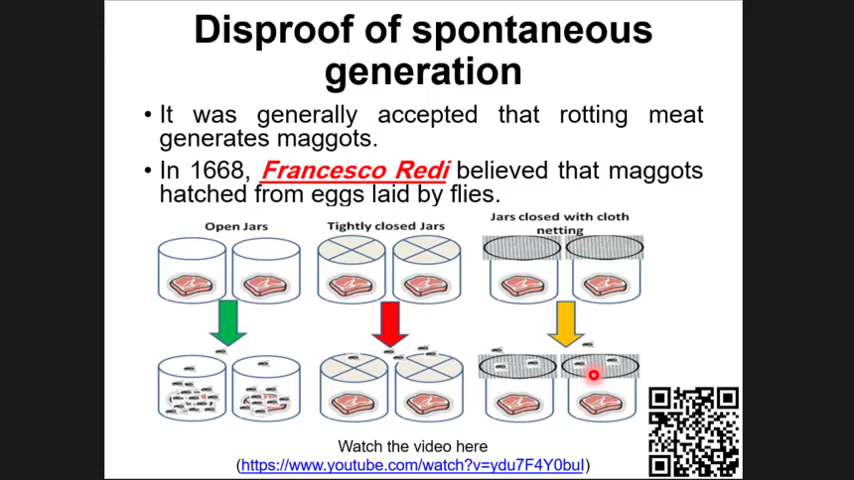 Disproof of spontaneous
generation
• It was generally accepted that rotting meat
generates maggots.
• In 1668, Francesco Redi believed that maggots
hatched from eggs laid by flies.
Open Jars
Tightly closed Jars
Jars closed with cloth
netting
Watch the video here
(https://www.youtube.com/watch?v=ydu7F4Y0buI)